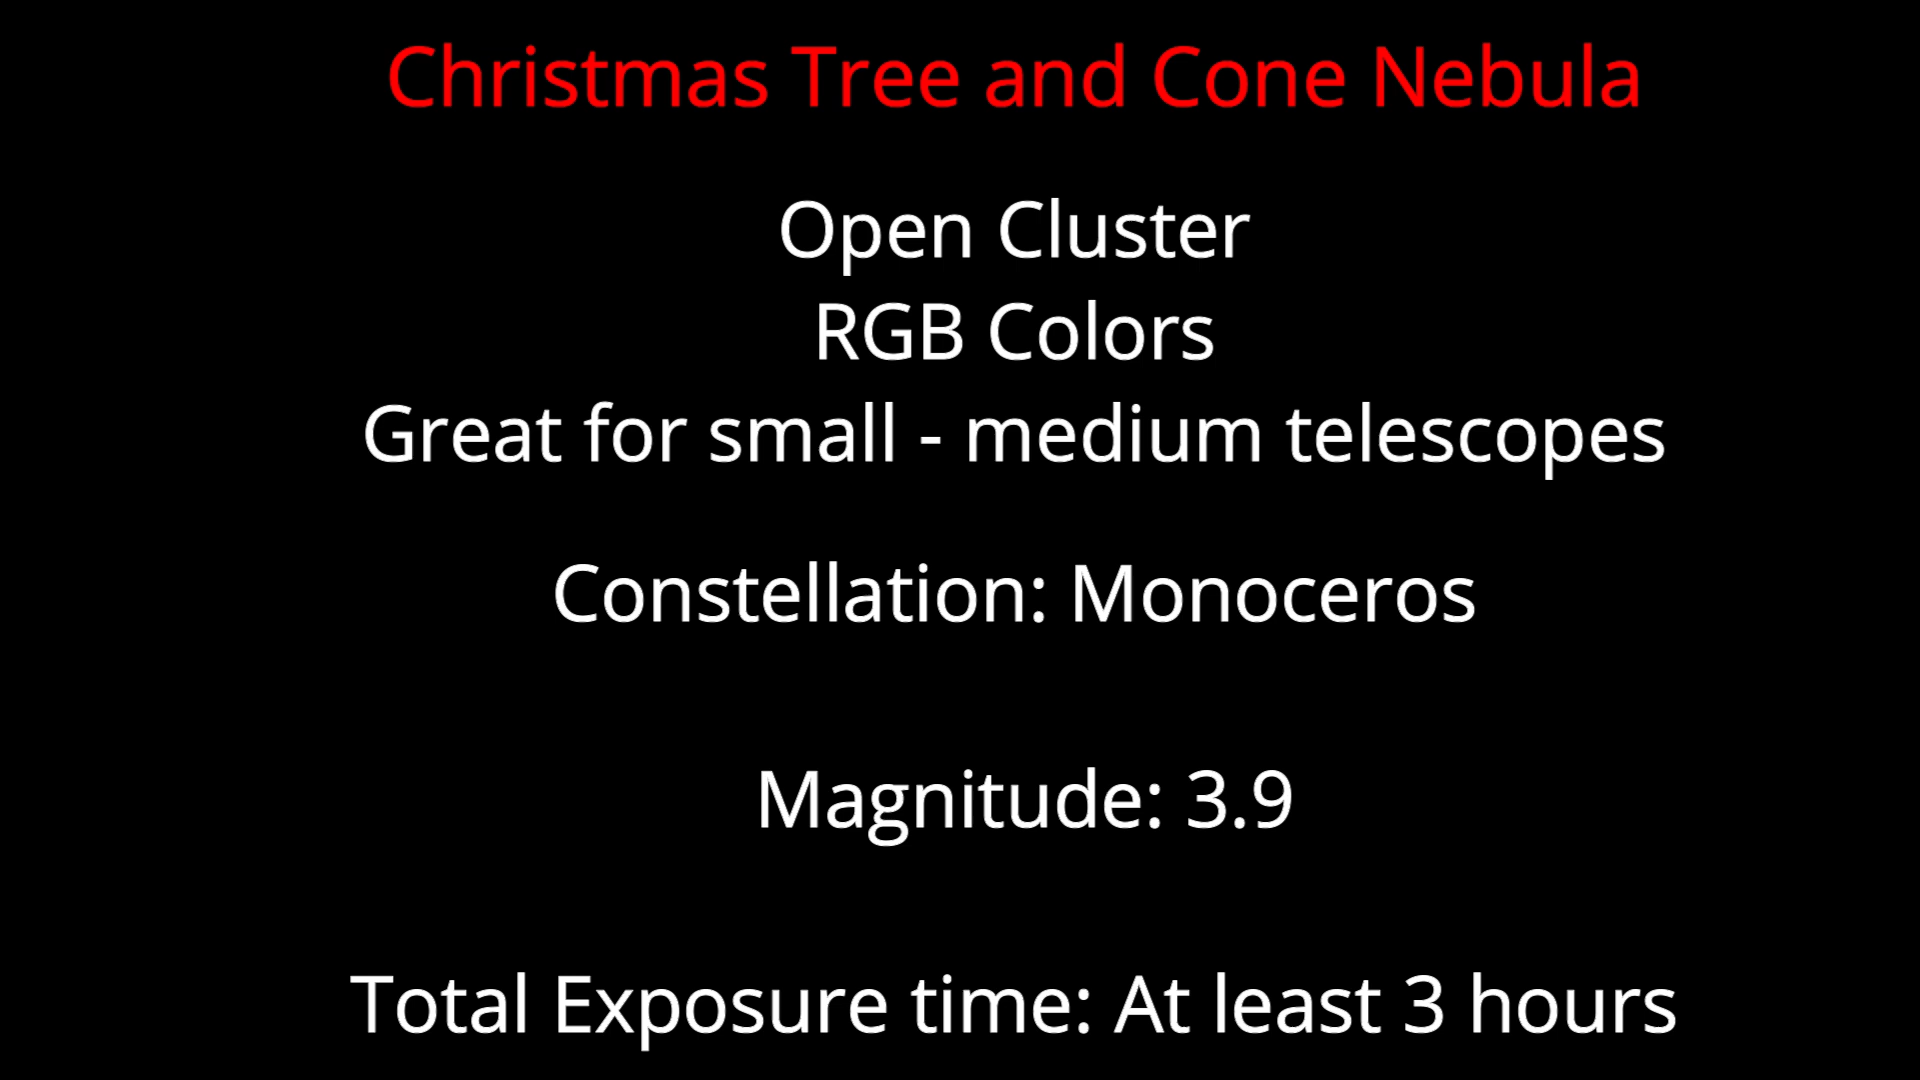 Christmas Tree and Cone Nebula
Open Cluster
RGB Colors
Great for small - medium telescopes
Constellation: Monoceros
Magnitude: 3.9
Total Exposure time: At least 3 hours